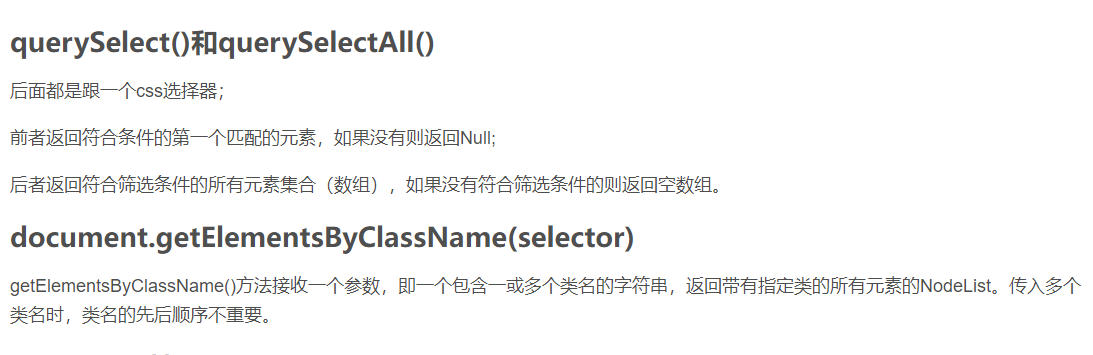 querySelect()和querySelectAll()
后面都是跟一个css选择器；
前者返回符合条件的第一个匹配的元素，如果没有则返回Null;
后者返回符合筛选条件的所有元素集合（数组），如果没有符合筛选条件的则返回空数组。
document.getElementsByClassName(selector)
getElementsByClassName()方法接收一个参数，即一个包含一或多个类名的字符串，返回带有指定类的所有元素的NodeList。传入多个
类名时，类名的先后顺序不重要。